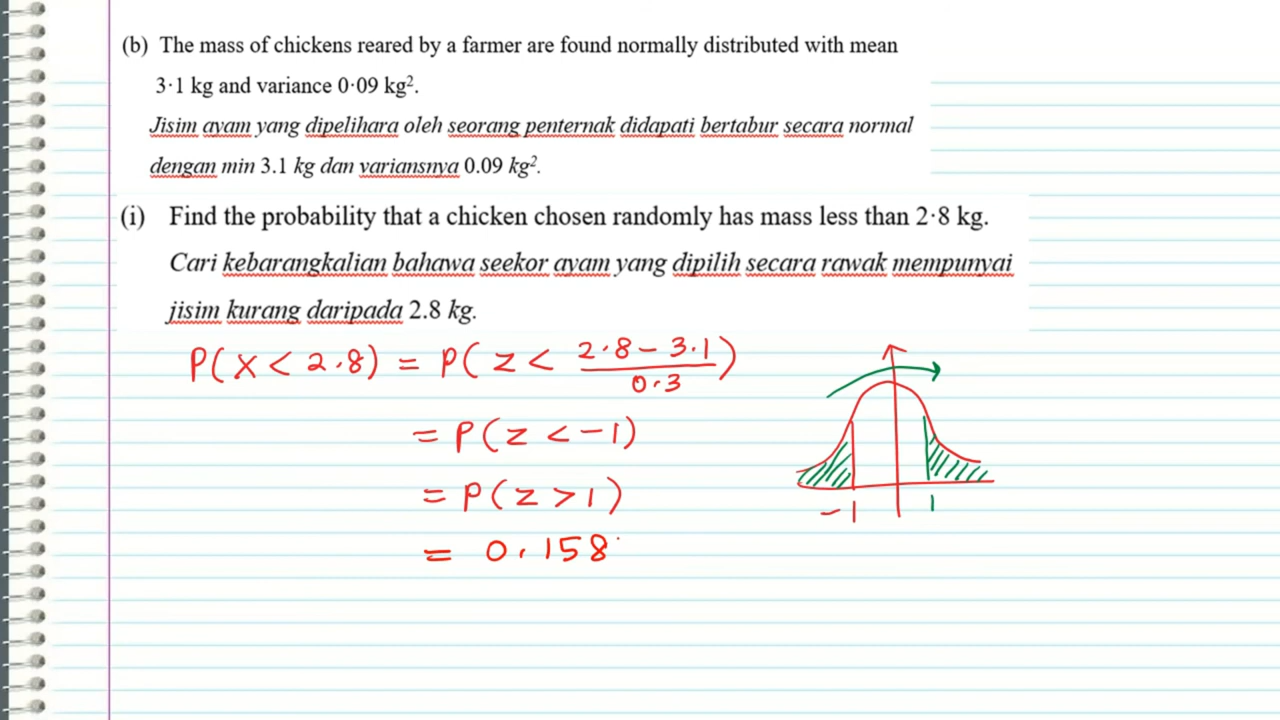 (b) The mass of chickens reared by a farmer are found normally distributed with mean
3·1 kg and variance 0·09 kg².
Jisim ayam yang dipelihara oleh seorang penternak didapati bertabur secara normal
dengan min 3.1 kg dan variansnya 0.09 kg².
(i) Find the probability that a chicken chosen randomly has mass less than 2·8 kg.
Cari kebarangkalian bahawa seekor ayam yang dipilih secara rawak mempunyai
jisim kurang daripada 2.8 kg.
P(X < 2.8) = P(Z < (2.8 − 3.1)/0.3)
= P(Z < −1)
= P(Z > 1)
= 0.158
−1 1